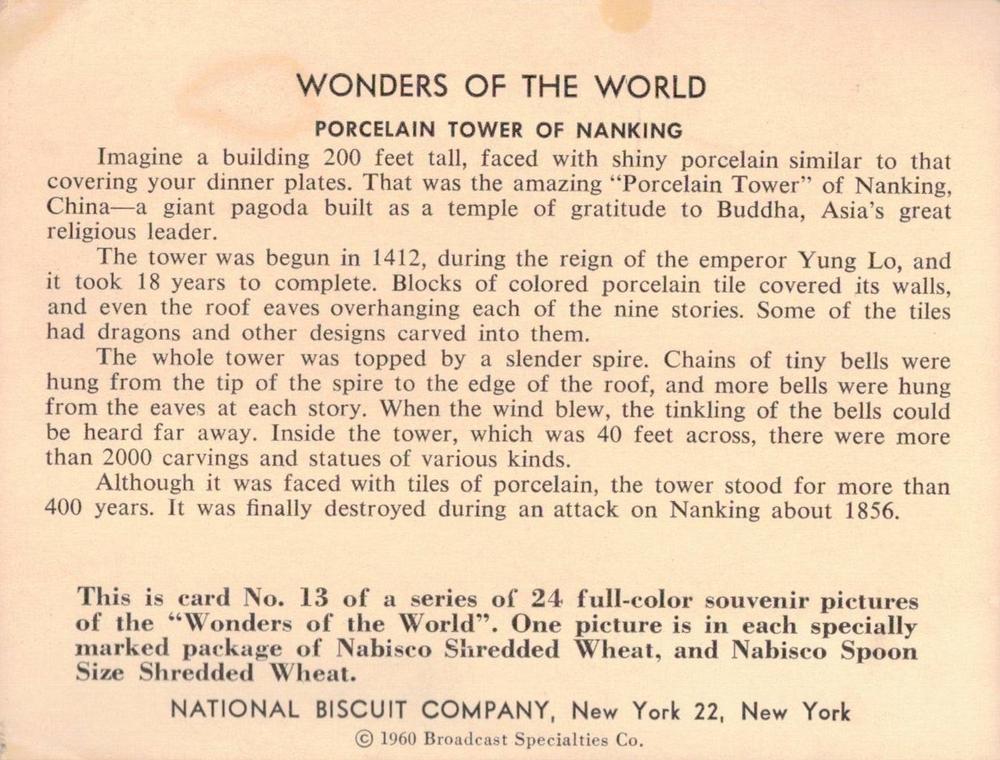 WONDERS OF THE WORLD
PORCELAIN TOWER OF NANKING
Imagine a building 200 feet tall, faced with shiny porcelain similar to that
covering your dinner plates. That was the amazing “Porcelain Tower” of Nanking,
China—a giant pagoda built as a temple of gratitude to Buddha, Asia’s great
religious leader.
The tower was begun in 1412, during the reign of the emperor Yung Lo, and
it took 18 years to complete. Blocks of colored porcelain tile covered its walls,
and even the roof eaves overhanging each of the nine stories. Some of the tiles
had dragons and other designs carved into them.
The whole tower was topped by a slender spire. Chains of tiny bells were
hung from the tip of the spire to the edge of the roof, and more bells were hung
from the eaves at each story. When the wind blew, the tinkling of the bells could
be heard far away. Inside the tower, which was 40 feet across, there were more
than 2000 carvings and statues of various kinds.
Although it was faced with tiles of porcelain, the tower stood for more than
400 years. It was finally destroyed during an attack on Nanking about 1856.
This is card No. 13 of a series of 24 full-color souvenir pictures
of the “Wonders of the World”. One picture is in each specially
marked package of Nabisco Shredded Wheat, and Nabisco Spoon
Size Shredded Wheat.
NATIONAL BISCUIT COMPANY, New York 22, New York
© 1960 Broadcast Specialties Co.